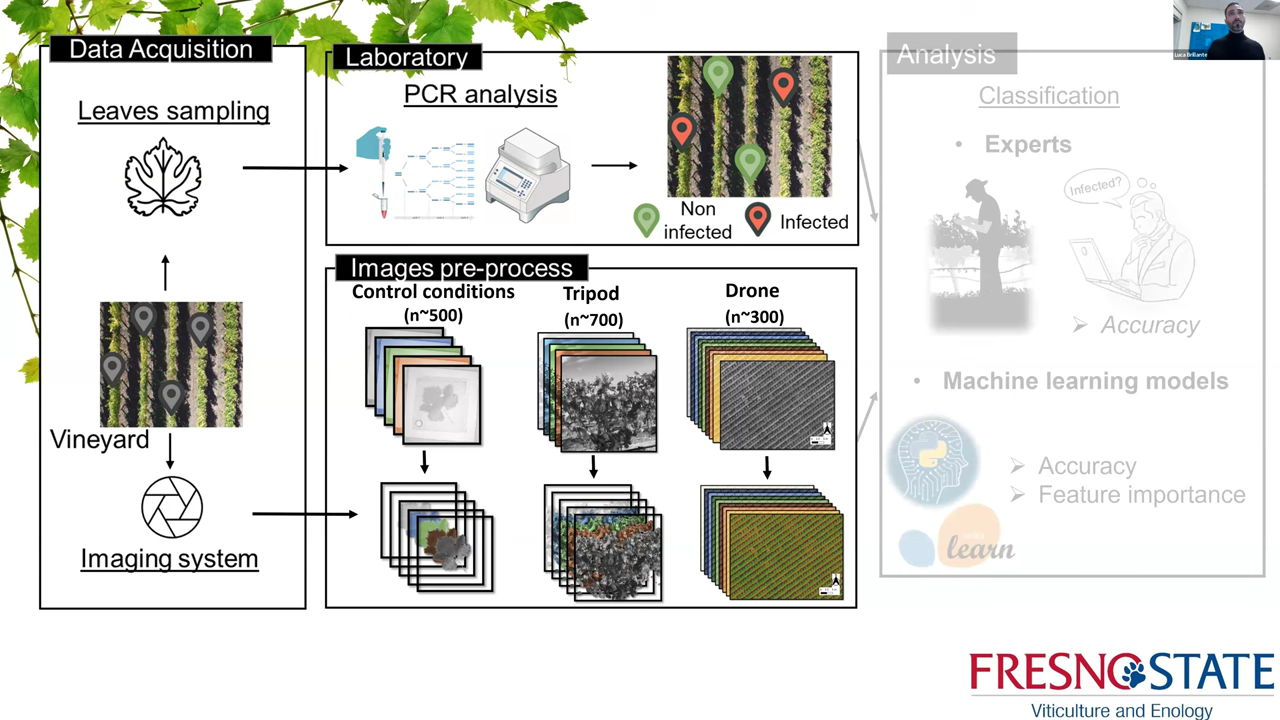 Data Acquisition
Leaves sampling
Vineyard
Imaging system
Laboratory
PCR analysis
Non
infected
Infected
Images pre-process
Control conditions
(n~500)
Tripod
(n~700)
Drone
(n~300)
Analysis
Classification
• Experts
Infected?
➢ Accuracy
• Machine learning models
➢ Accuracy
➢ Feature importance
learn
Luca Brillante
FRESNO STATE
Viticulture and Enology